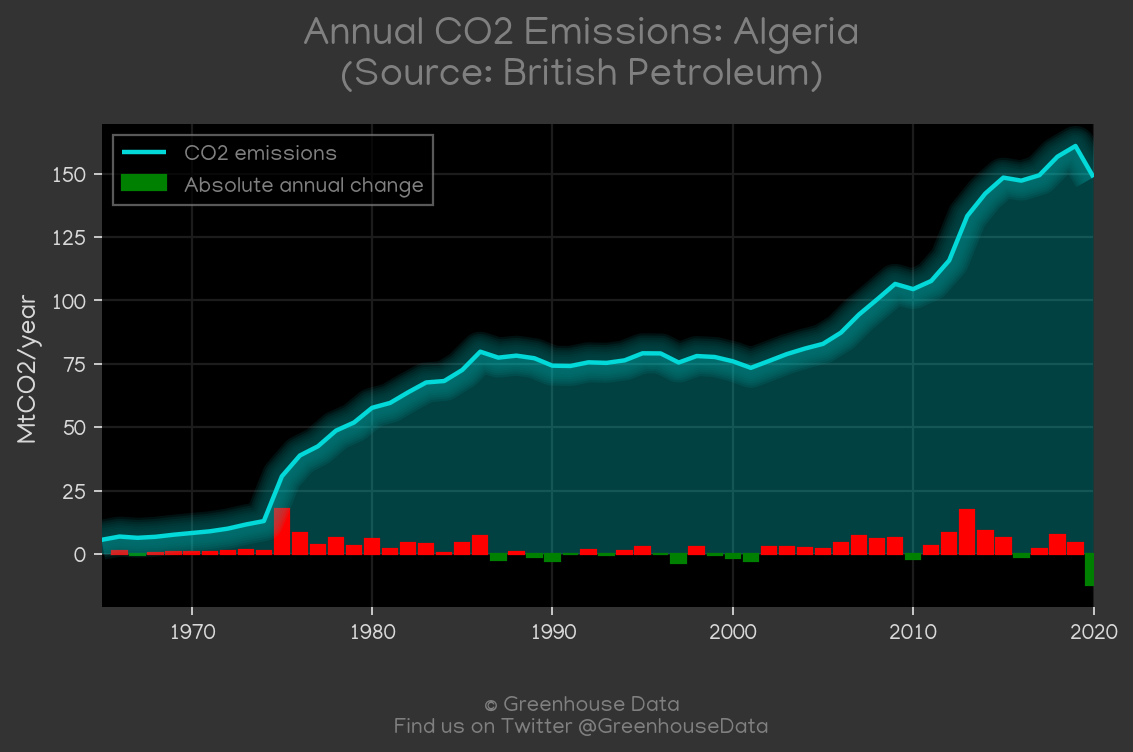 Annual CO2 Emissions: Algeria
(Source: British Petroleum)
CO2 emissions
Absolute annual change
MtCO2/year
150
125
100
75
50
25
0
1970 1980 1990 2000 2010 2020
© Greenhouse Data
Find us on Twitter @GreenhouseData